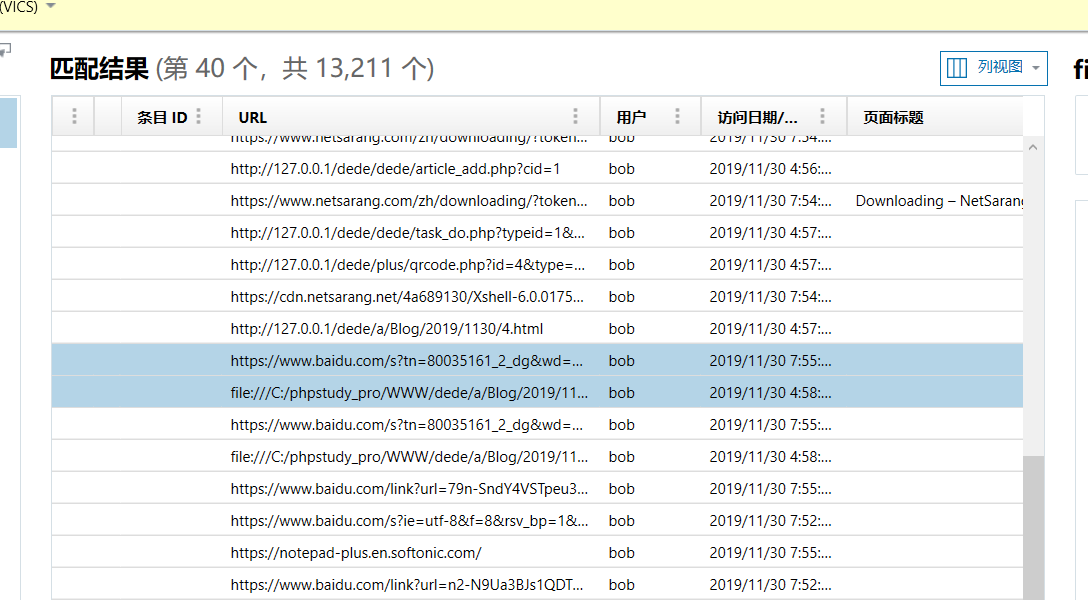 (VICS)
匹配结果 (第 40 个，共 13,211 个)
列视图
fi
条目 ID URL 用户 访问日期/... 页面标题
https://www.netsarang.com/zh/downloading/?token... bob 2019/11/30 7:54:...
http://127.0.0.1/dede/dede/article_add.php?cid=1 bob 2019/11/30 4:56:...
https://www.netsarang.com/zh/downloading/?token... bob 2019/11/30 7:54:... Downloading – NetSarang
http://127.0.0.1/dede/dede/task_do.php?typeid=1&... bob 2019/11/30 4:57:...
http://127.0.0.1/dede/plus/qrcode.php?id=4&type=... bob 2019/11/30 4:57:...
https://cdn.netsarang.net/4a689130/Xshell-6.0.0175... bob 2019/11/30 7:54:...
http://127.0.0.1/dede/a/Blog/2019/1130/4.html bob 2019/11/30 4:57:...
https://www.baidu.com/s?tn=80035161_2_dg&wd=... bob 2019/11/30 7:55:...
file:///C:/phpstudy_pro/WWW/dede/a/Blog/2019/11... bob 2019/11/30 4:58:...
https://www.baidu.com/s?tn=80035161_2_dg&wd=... bob 2019/11/30 7:55:...
file:///C:/phpstudy_pro/WWW/dede/a/Blog/2019/11... bob 2019/11/30 4:58:...
https://www.baidu.com/link?url=79n-SndY4VSTpeu3... bob 2019/11/30 7:55:...
https://www.baidu.com/s?ie=utf-8&f=8&rsv_bp=1&... bob 2019/11/30 7:52:...
https://notepad-plus.en.softonic.com/ bob 2019/11/30 7:55:...
https://www.baidu.com/link?url=n2-N9Ua3BJs1QDT... bob 2019/11/30 7:52:...